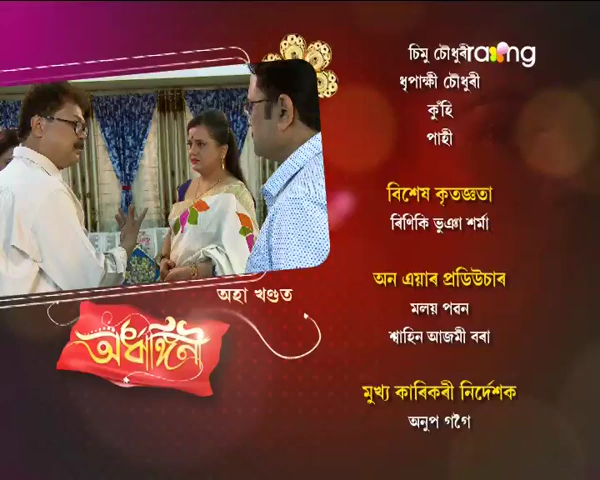 চিমু চৌধুৰী
rang
ধৃপাক্ষী চৌধুৰী
কুঁহি
পাহী
বিশেষ কৃতজ্ঞতা
ৰিণিকি ভুঞা শৰ্মা
অন এয়াৰ প্ৰডিউচাৰ
মলয় পৱন
শ্বাহিন আজমী বৰা
মুখ্য কাৰিকৰী নিৰ্দেশক
অনুপ গগৈ
অহা খণ্ডত
অৰ্ধাঙ্গিনী